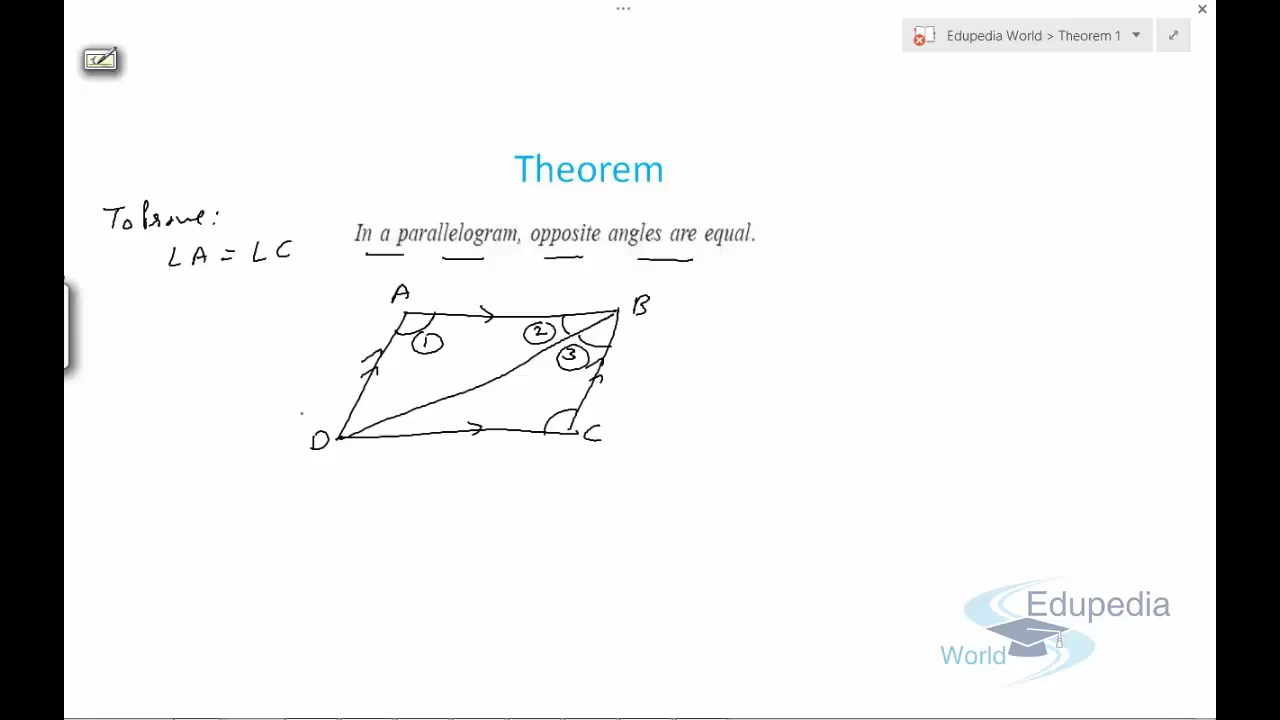 Edupedia World > Theorem 1
Theorem
To Prove:
In a parallelogram, opposite angles are equal.
∠A = ∠C
A
B
1
2
3
D
C
Edupedia
World